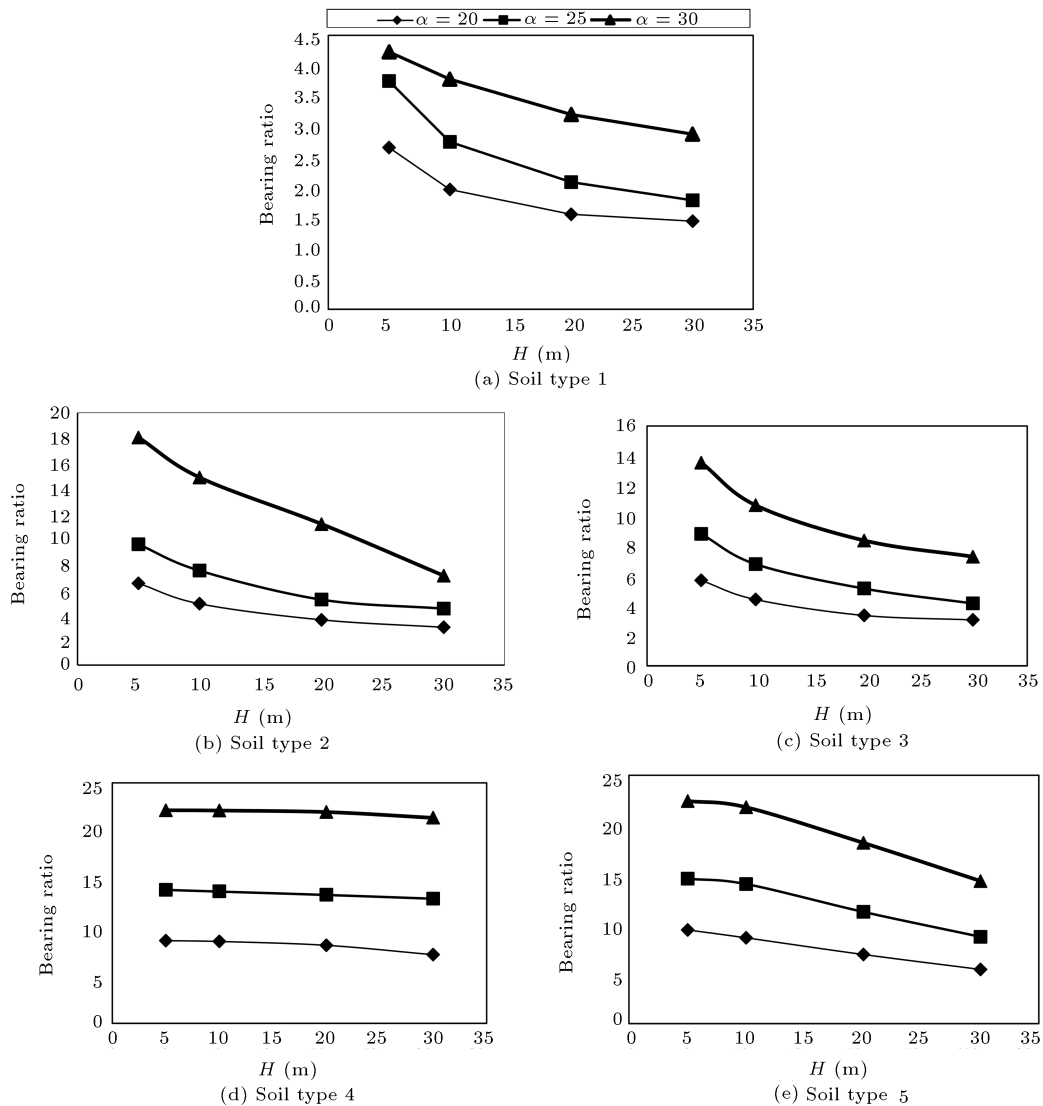 α = 20 α = 25 α = 30
4.5
4.0
3.5
3.0
2.5
2.0
1.5
1.0
0.5
0.0
Bearing ratio
0 5 10 15 20 25 30 35
H (m)
(a) Soil type 1
20
18
16
14
12
10
8
6
4
2
0
Bearing ratio
0 5 10 15 20 25 30 35
H (m)
(b) Soil type 2
16
14
12
10
8
6
4
2
0
Bearing ratio
0 5 10 15 20 25 30 35
H (m)
(c) Soil type 3
25
20
15
10
5
0
Bearing ratio
0 5 10 15 20 25 30 35
H (m)
(d) Soil type 4
25
20
15
10
5
0
Bearing ratio
0 5 10 15 20 25 30 35
H (m)
(e) Soil type 5